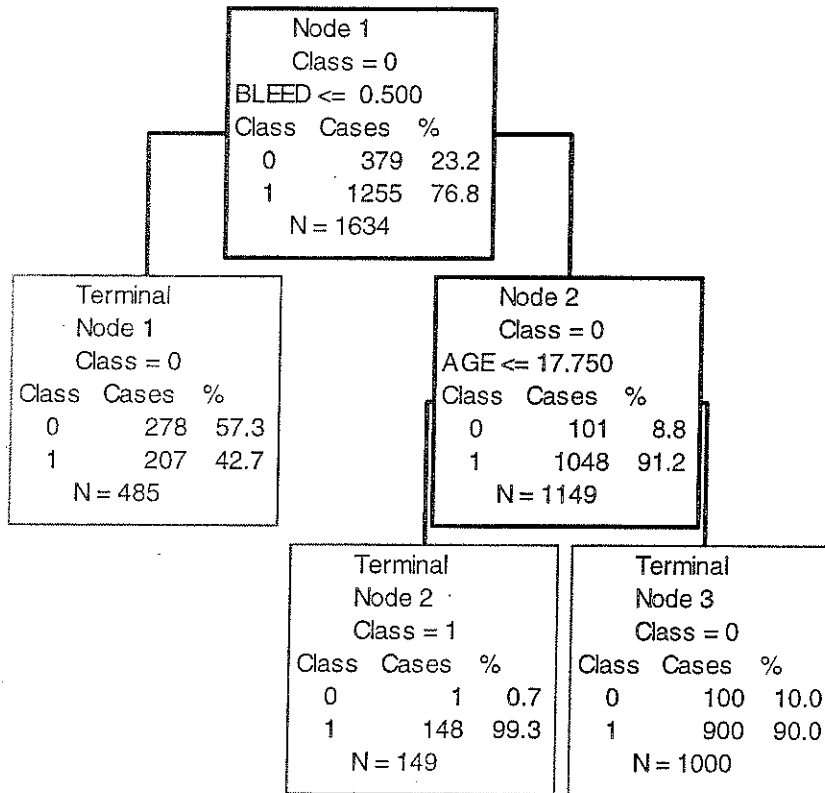 Node 1
Class = 0
BLEED <= 0.500
Class Cases %
0 379 23.2
1 1255 76.8
N = 1634
Terminal
Node 1
Class = 0
Class Cases %
0 278 57.3
1 207 42.7
N = 485
Node 2
Class = 0
AGE <= 17.750
Class Cases %
0 101 8.8
1 1048 91.2
N = 1149
Terminal
Node 2
Class = 1
Class Cases %
0 1 0.7
1 148 99.3
N = 149
Terminal
Node 3
Class = 0
Class Cases %
0 100 10.0
1 900 90.0
N = 1000